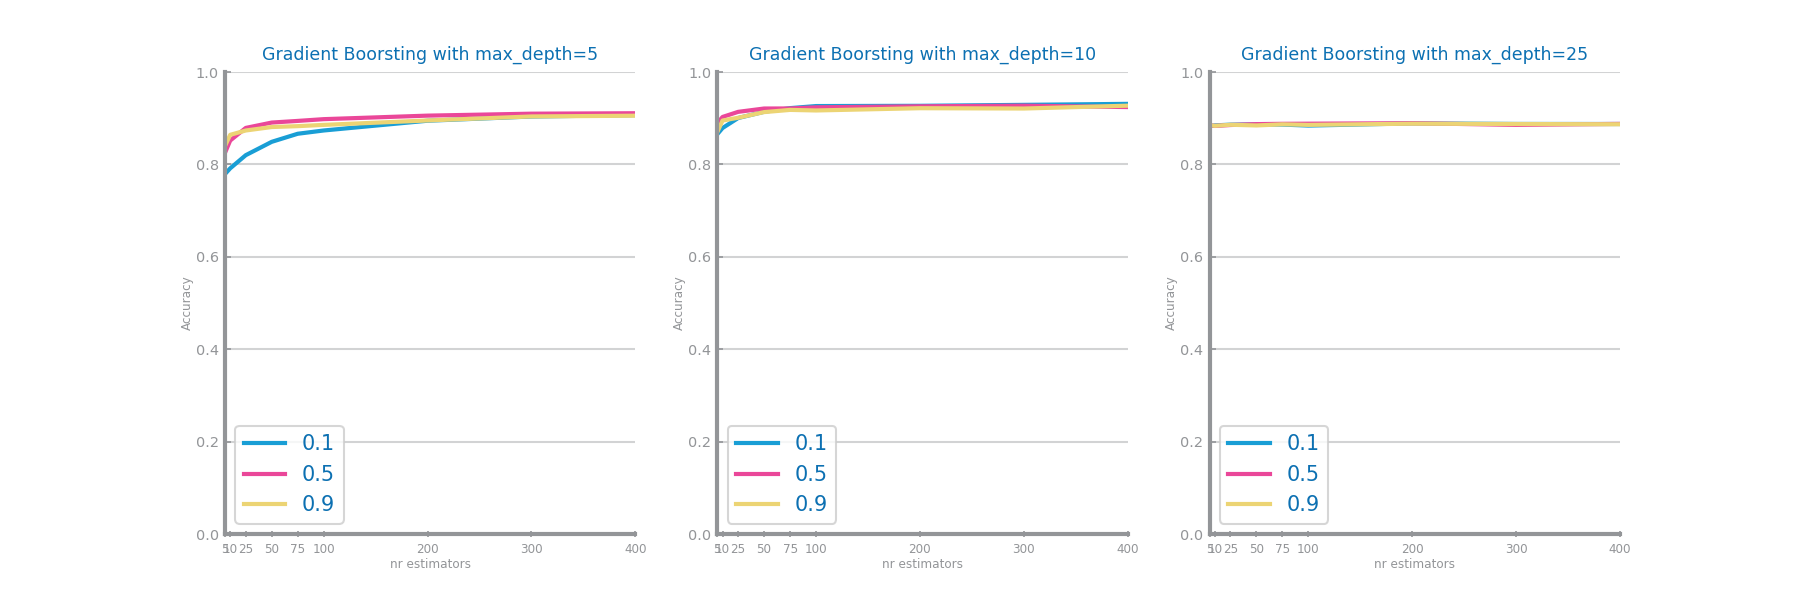 Gradient Boorsting with max_depth=5
1.0
0.8
0.6
0.4
0.2
0.0
Accuracy
0.1
0.5
0.9
5 10 25 50 75 100 200 300 400
nr estimators
Gradient Boorsting with max_depth=10
1.0
0.8
0.6
0.4
0.2
0.0
Accuracy
0.1
0.5
0.9
5 10 25 50 75 100 200 300 400
nr estimators
Gradient Boorsting with max_depth=25
1.0
0.8
0.6
0.4
0.2
0.0
Accuracy
0.1
0.5
0.9
5 10 25 50 75 100 200 300 400
nr estimators